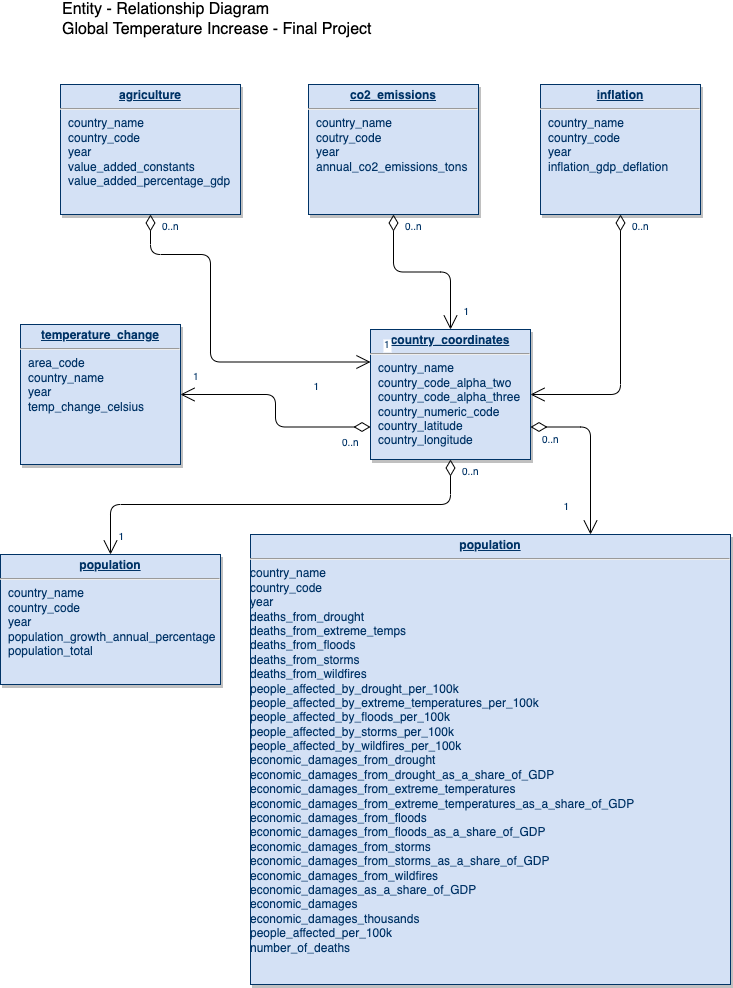 Entity - Relationship Diagram
Global Temperature Increase - Final Project
agriculture
country_name
country_code
year
value_added_constants
value_added_percentage_gdp
0..n
co2_emissions
country_name
coutry_code
year
annual_co2_emissions_tons
0..n
inflation
country_name
country_code
year
inflation_gdp_deflation
0..n
temperature_change
area_code
country_name
year
temp_change_celsius
1
1
1
1
country_coordinates
country_name
country_code_alpha_two
country_code_alpha_three
country_numeric_code
country_latitude
country_longitude
0..n
0..n
0..n
1
1
population
country_name
country_code
year
population_growth_annual_percentage
population_total
population
country_name
country_code
year
deaths_from_drought
deaths_from_extreme_temps
deaths_from_floods
deaths_from_storms
deaths_from_wildfires
people_affected_by_drought_per_100k
people_affected_by_extreme_temperatures_per_100k
people_affected_by_floods_per_100k
people_affected_by_storms_per_100k
people_affected_by_wildfires_per_100k
economic_damages_from_drought
economic_damages_from_drought_as_a_share_of_GDP
economic_damages_from_extreme_temperatures
economic_damages_from_extreme_temperatures_as_a_share_of_GDP
economic_damages_from_floods
economic_damages_from_floods_as_a_share_of_GDP
economic_damages_from_storms
economic_damages_from_storms_as_a_share_of_GDP
economic_damages_from_wildfires
economic_damages_as_a_share_of_GDP
economic_damages
economic_damages_thousands
people_affected_per_100k
number_of_deaths